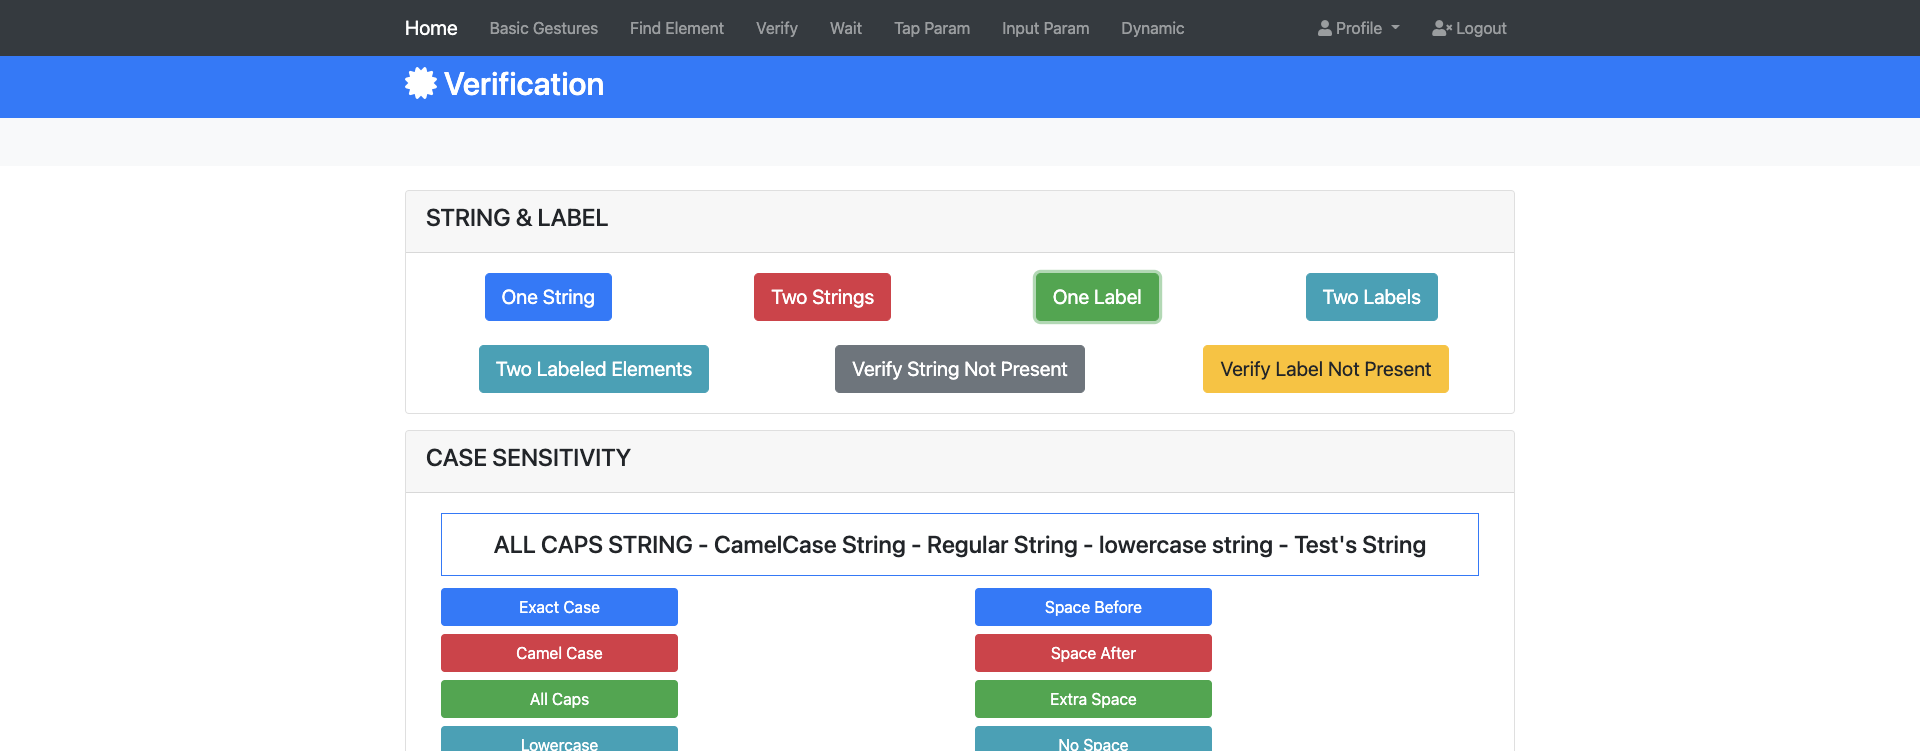 Home Basic Gestures Find Element Verify Wait Tap Param Input Param Dynamic Profile Logout
Verification
STRING & LABEL
One String Two Strings One Label Two Labels
Two Labeled Elements Verify String Not Present Verify Label Not Present
CASE SENSITIVITY
ALL CAPS STRING - CamelCase String - Regular String - lowercase string - Test's String
Exact Case Space Before
Camel Case Space After
All Caps Extra Space
Lowercase No Space